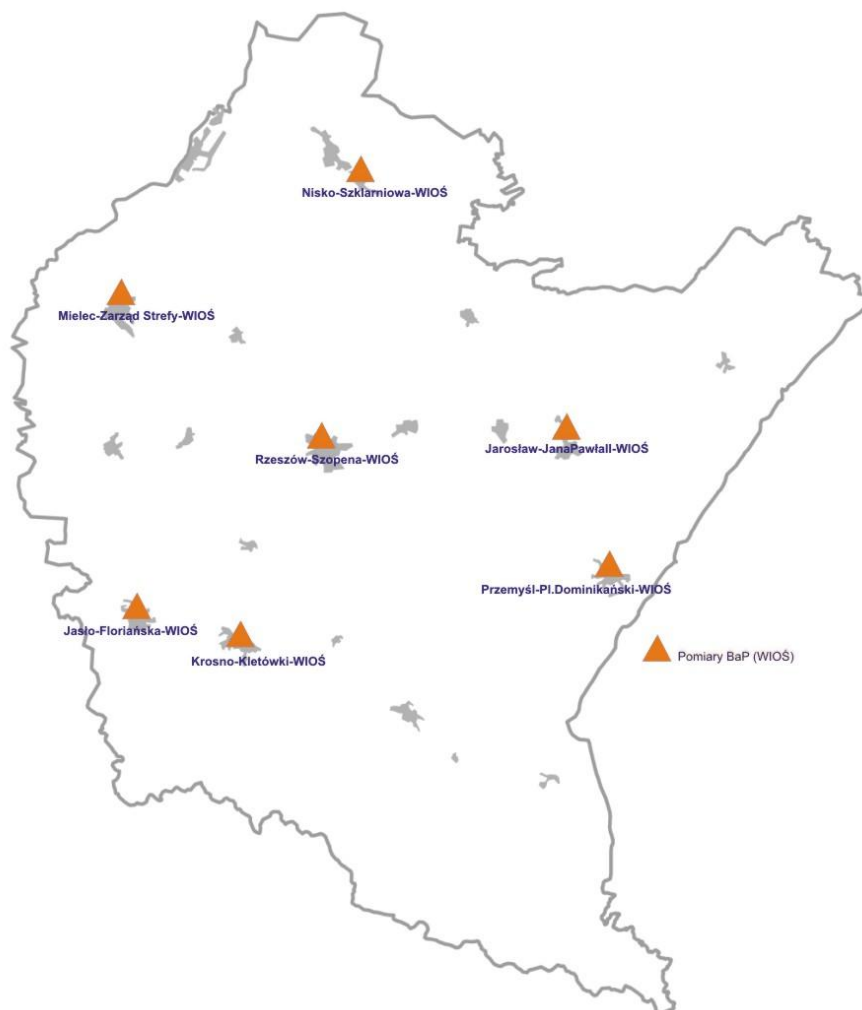 Nisko-Szklarniowa-WIOŚ
Mielec-Zarząd Strefy-WIOŚ
Rzeszów-Szopena-WIOŚ
Jarosław-JanaPawłaII-WIOŚ
Przemyśl-Pl.Dominikański-WIOŚ
Jasło-Floriańska-WIOŚ
Krosno-Kletówki-WIOŚ
Pomiary BaP (WIOŚ)